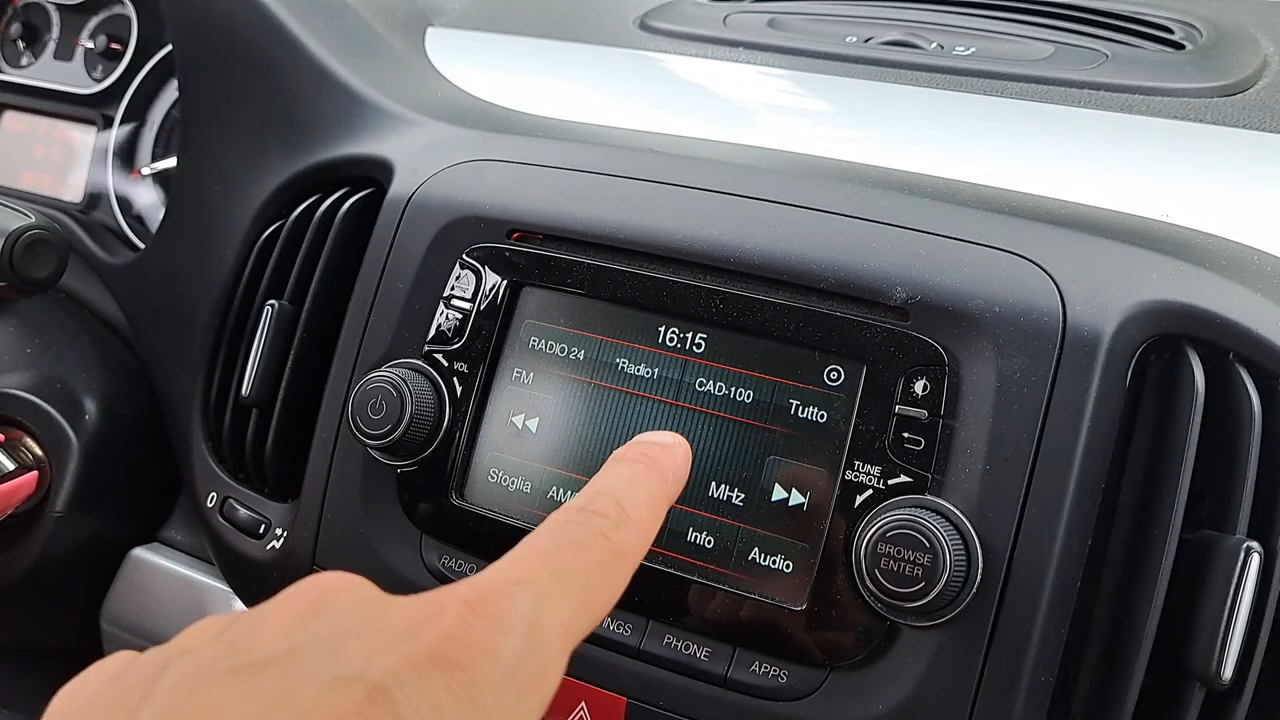 16:15
RADIO 24
*Radio1
CAD-100
Tutto
FM
MHz
Sfoglia
Info
Audio
VOL
TUNE
SCROLL
BROWSE
ENTER
RADIO
PHONE
APPS
0